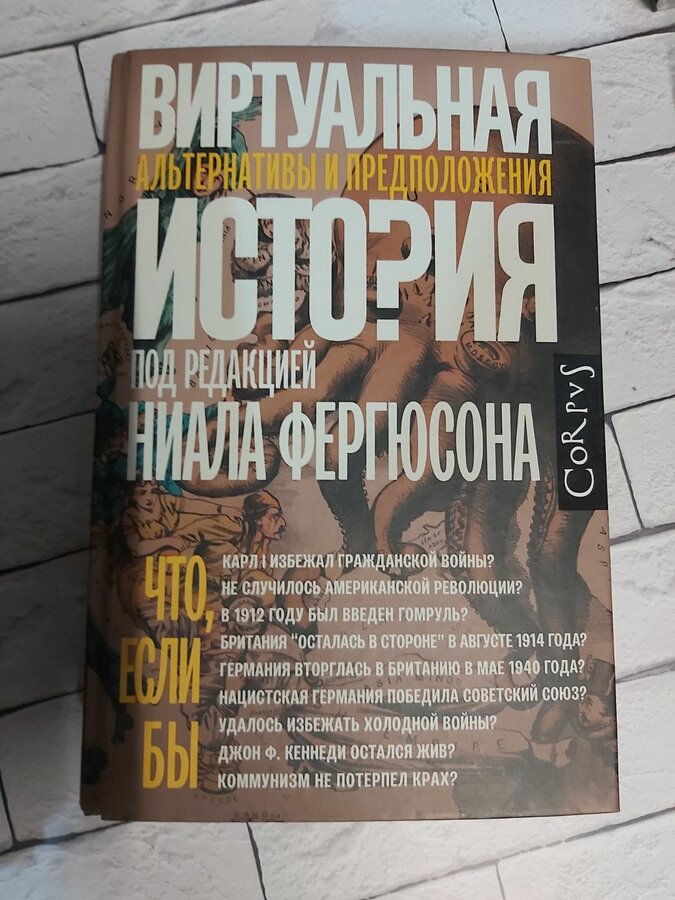 ВИРТУАЛЬНАЯ
АЛЬТЕРНАТИВЫ И ПРЕДПОЛОЖЕНИЯ
ИСТО?ИЯ
ПОД РЕДАКЦИЕЙ
НИАЛА ФЕРГЮСОНА
CORPVS
ЧТО,
ЕСЛИ
БЫ
КАРЛ I ИЗБЕЖАЛ ГРАЖДАНСКОЙ ВОЙНЫ?
НЕ СЛУЧИЛОСЬ АМЕРИКАНСКОЙ РЕВОЛЮЦИИ?
В 1912 ГОДУ БЫЛ ВВЕДЕН ГОМРУЛЬ?
БРИТАНИЯ "ОСТАЛАСЬ В СТОРОНЕ" В АВГУСТЕ 1914 ГОДА?
ГЕРМАНИЯ ВТОРГЛАСЬ В БРИТАНИЮ В МАЕ 1940 ГОДА?
НАЦИСТСКАЯ ГЕРМАНИЯ ПОБЕДИЛА СОВЕТСКИЙ СОЮЗ?
УДАЛОСЬ ИЗБЕЖАТЬ ХОЛОДНОЙ ВОЙНЫ?
ДЖОН Ф. КЕННЕДИ ОСТАЛСЯ ЖИВ?
КОММУНИЗМ НЕ ПОТЕРПЕЛ КРАХ?